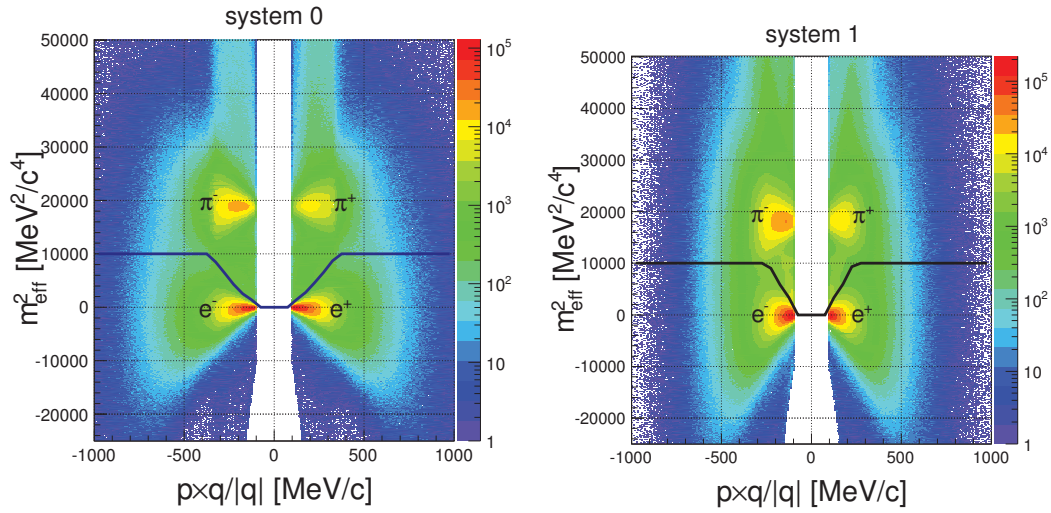 system 0
50000
40000
30000
20000
10000
0
-10000
-20000
m²eff [MeV²/c⁴]
π⁻ π⁺
e⁻ e⁺
-1000 -500 0 500 1000
p×q/|q| [MeV/c]
10⁵
10⁴
10³
10²
10
1
system 1
50000
40000
30000
20000
10000
0
-10000
-20000
m²eff [MeV²/c⁴]
π⁻ π⁺
e⁻ e⁺
-1000 -500 0 500 1000
p×q/|q| [MeV/c]
10⁵
10⁴
10³
10²
10
1